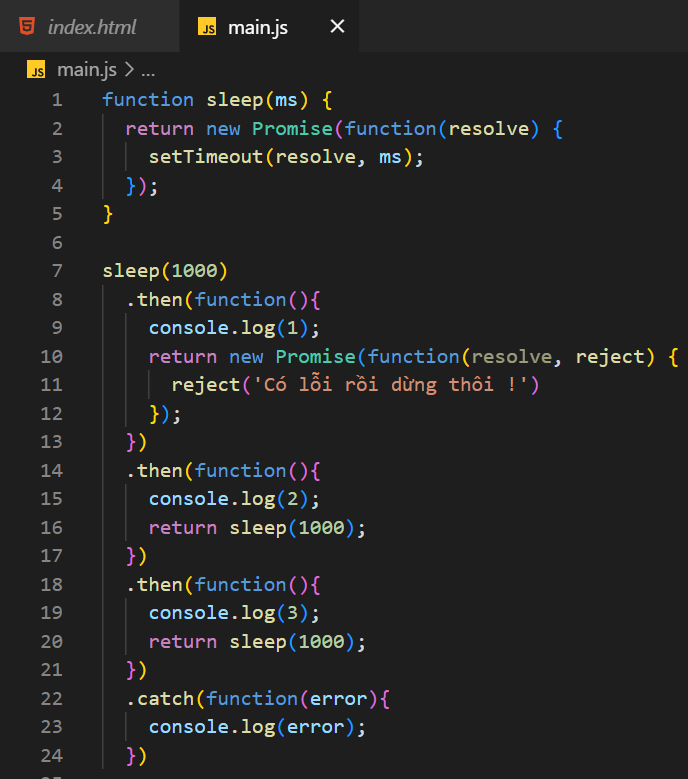 index.html main.js ×
JS main.js > ...
1 function sleep(ms) {
2   return new Promise(function(resolve) {
3     setTimeout(resolve, ms);
4   });
5 }
6
7 sleep(1000)
8   .then(function(){
9     console.log(1);
10     return new Promise(function(resolve, reject) {
11       reject('Có lỗi rồi dừng thôi !')
12     });
13   })
14   .then(function(){
15     console.log(2);
16     return sleep(1000);
17   })
18   .then(function(){
19     console.log(3);
20     return sleep(1000);
21   })
22   .catch(function(error){
23     console.log(error);
24   })